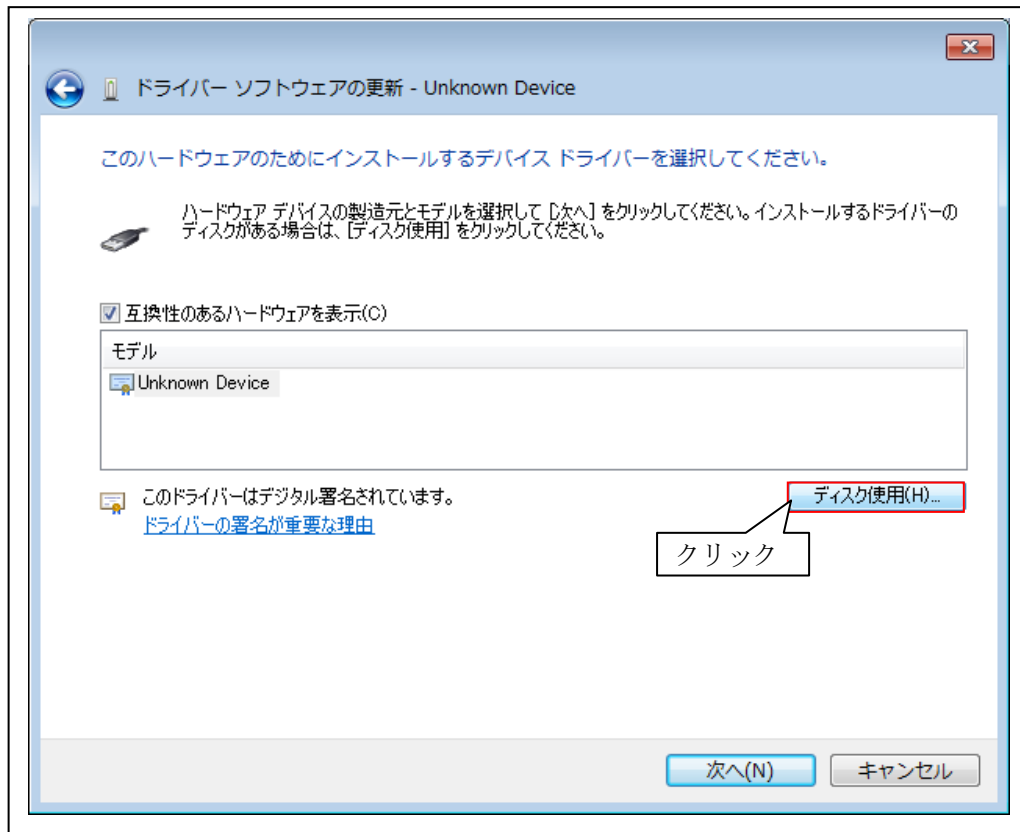 ドライバー ソフトウェアの更新 - Unknown Device
このハードウェアのためにインストールするデバイス ドライバーを選択してください。
ハードウェア デバイスの製造元とモデルを選択して [次へ] をクリックしてください。インストールするドライバーの
ディスクがある場合は、[ディスク使用] をクリックしてください。
互換性のあるハードウェアを表示(C)
モデル
Unknown Device
このドライバーはデジタル署名されています。
ディスク使用(H)...
ドライバーの署名が重要な理由
クリック
次へ(N)
キャンセル